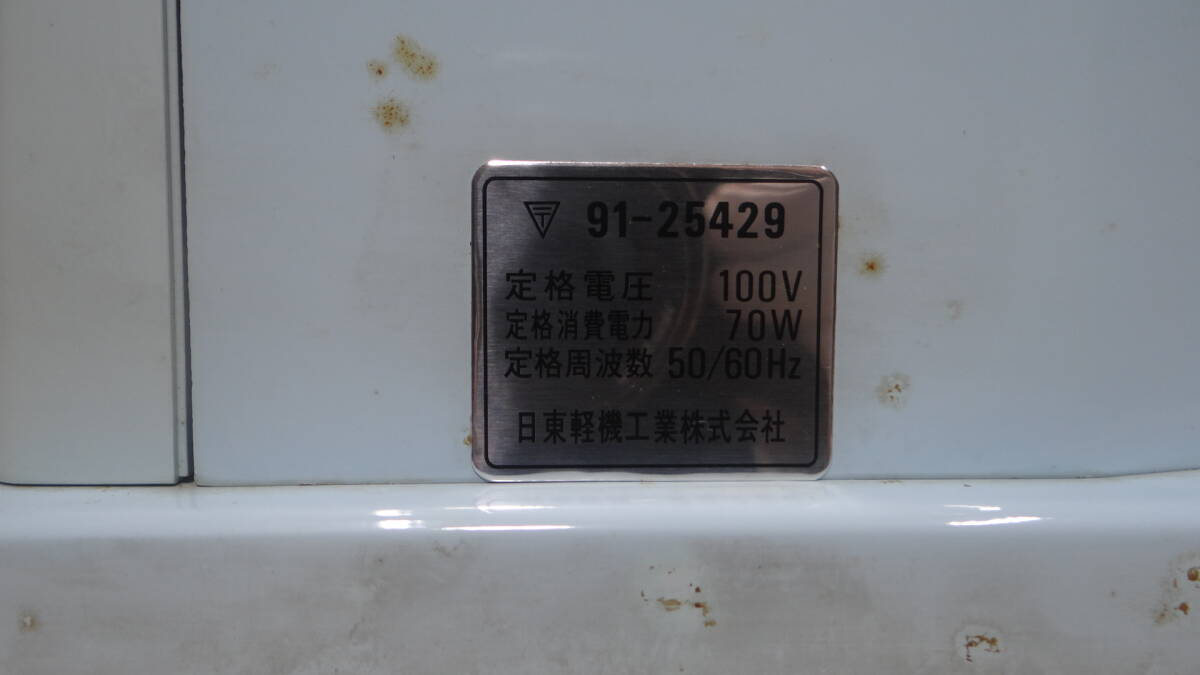 〒 91-25429
定格電圧 100V
定格消費電力 70W
定格周波数 50/60Hz
日東軽機工業株式会社